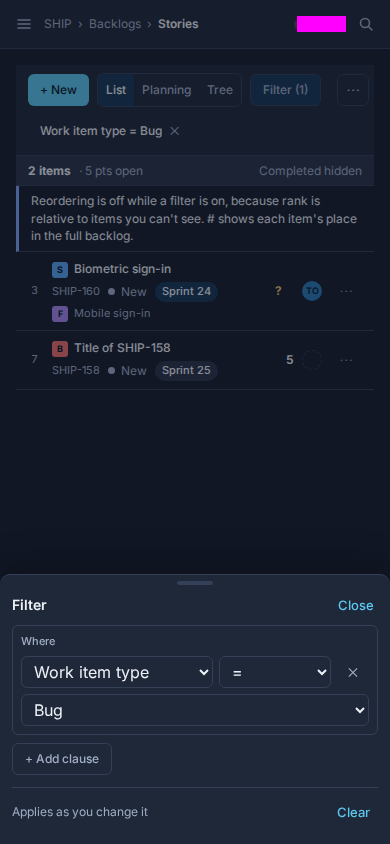 SHIP › Backlogs › Stories
+ New List Planning Tree Filter (1) ···
Work item type = Bug ×
2 items · 5 pts open Completed hidden
Reordering is off while a filter is on, because rank is
relative to items you can't see. # shows each item's place
in the full backlog.
S Biometric sign-in
3 SHIP-160 New Sprint 24 ? TO ···
F Mobile sign-in
B Title of SHIP-158
7 SHIP-158 New Sprint 25 5 ···
Filter Close
Where
Work item type = ×
Bug
+ Add clause
Applies as you change it Clear